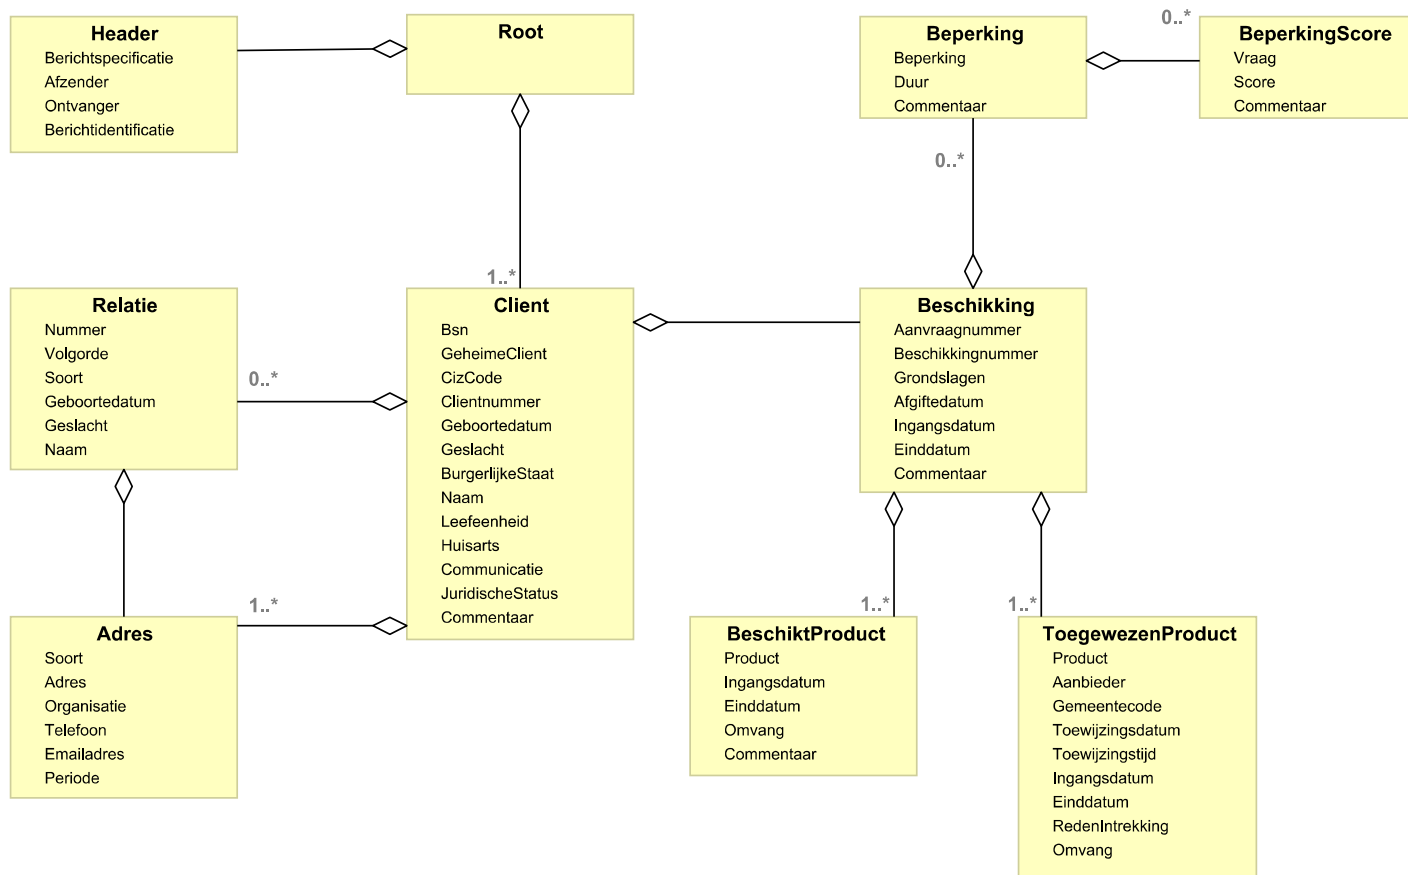 Header
Berichtspecificatie
Afzender
Ontvanger
Berichtidentificatie
Root
Beperking
Beperking
Duur
Commentaar
0..*
BeperkingScore
Vraag
Score
Commentaar
0..*
1..*
Relatie
Nummer
Volgorde
Soort
Geboortedatum
Geslacht
Naam
0..*
Client
Bsn
GeheimeClient
CizCode
Clientnummer
Geboortedatum
Geslacht
BurgerlijkeStaat
Naam
Leefeenheid
Huisarts
Communicatie
JuridischeStatus
Commentaar
Beschikking
Aanvraagnummer
Beschikkingnummer
Grondslagen
Afgiftedatum
Ingangsdatum
Einddatum
Commentaar
1..*
Adres
Soort
Adres
Organisatie
Telefoon
Emailadres
Periode
1..*
BeschiktProduct
Product
Ingangsdatum
Einddatum
Omvang
Commentaar
1..*
ToegewezenProduct
Product
Aanbieder
Gemeentecode
Toewijzingsdatum
Toewijzingstijd
Ingangsdatum
Einddatum
RedenIntrekking
Omvang